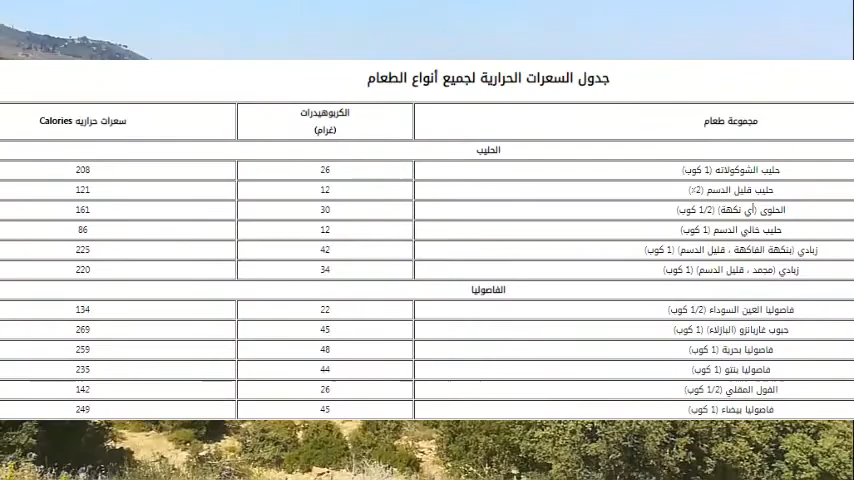 جدول السعرات الحرارية لجميع أنواع الطعام
مجموعة طعام الكربوهيدرات (غرام) سعرات حراريه Calories
الحليب
حليب الشوكولاته (1 كوب) 26 208
حليب قليل الدسم (2٪) 12 121
الحلوى (أي نكهة) (1/2 كوب) 30 161
حليب خالي الدسم (1 كوب) 12 86
زبادي (بنكهة الفاكهة ، قليل الدسم) (1 كوب) 42 225
زبادي (مجمد ، قليل الدسم) (1 كوب) 34 220
الفاصوليا
فاصوليا العين السوداء (1/2 كوب) 22 134
حبوب غاربانزو (البازلاء) (1 كوب) 45 269
فاصوليا بحرية (1 كوب) 48 259
فاصوليا بنتو (1 كوب) 44 235
الفول المقلي (1/2 كوب) 26 142
فاصوليا بيضاء (1 كوب) 45 249